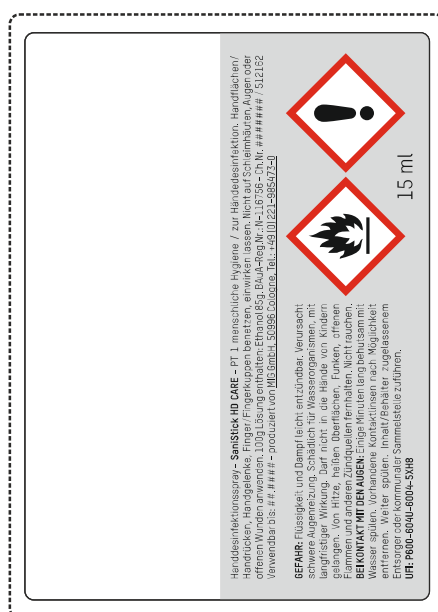 Händdesinfektionsspray - SaniStick HD CARE - PT 1 menschliche Hygiene / zur Händedesinfektion. Handflächen/
Handrücken, Handgelenke, Finger/Fingerkuppen benetzen, einwirken lassen. Nicht auf Schleimhäuten, Augen oder
offenen Wunden anwenden. 100g Lösung enthalten: Ethanol 85g. BAuA-Reg.Nr.: N-116756 - Ch.Nr. ####### / 512162
Verwendbar bis: ##.#### - produziert von MIG GmbH, 50996 Cologne, Tel.: +49(0)221-985473-0
GEFAHR: Flüssigkeit und Dampf leicht entzündbar. Verursacht
schwere Augenreizung. Schädlich für Wasserorganismen, mit
langfristiger Wirkung. Darf nicht in die Hände von Kindern
gelangen. Von Hitze, heißen Oberflächen, Funken, offenen
Flammen und anderen Zündquellen fernhalten. Nicht rauchen.
BEI KONTAKT MIT DEN AUGEN: Einige Minuten lang behutsam mit
Wasser spülen. Vorhandene Kontaktlinsen nach Möglichkeit
entfernen. Weiter spülen. Inhalt/Behälter zugelassenem
Entsorger oder kommunaler Sammelstelle zuführen.
UFI: P600-604U-6004-5XH8
15 ml